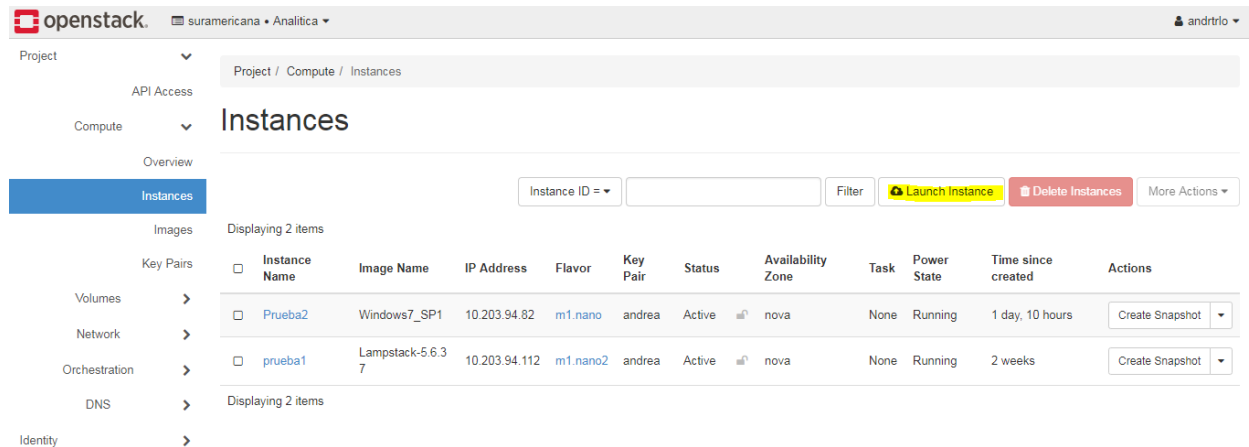 openstack. suramericana • Analitica andrtrlo
Project
API Access
Compute
Overview
Instances
Images
Key Pairs
Volumes
Network
Orchestration
DNS
Identity
Project / Compute / Instances
Instances
Instance ID = Filter Launch Instance Delete Instances More Actions
Displaying 2 items
Instance Name Image Name IP Address Flavor Key Pair Status Availability Zone Task Power State Time since created Actions
Prueba2 Windows7_SP1 10.203.94.82 m1.nano andrea Active nova None Running 1 day, 10 hours Create Snapshot
prueba1 Lampstack-5.6.37 10.203.94.112 m1.nano2 andrea Active nova None Running 2 weeks Create Snapshot
Displaying 2 items